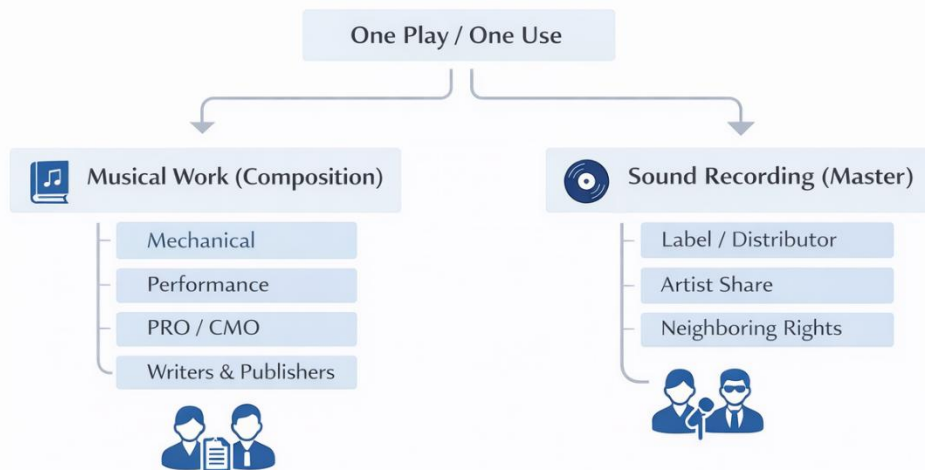 One Play / One Use
Musical Work (Composition)
Mechanical
Performance
PRO / CMO
Writers & Publishers
Sound Recording (Master)
Label / Distributor
Artist Share
Neighboring Rights